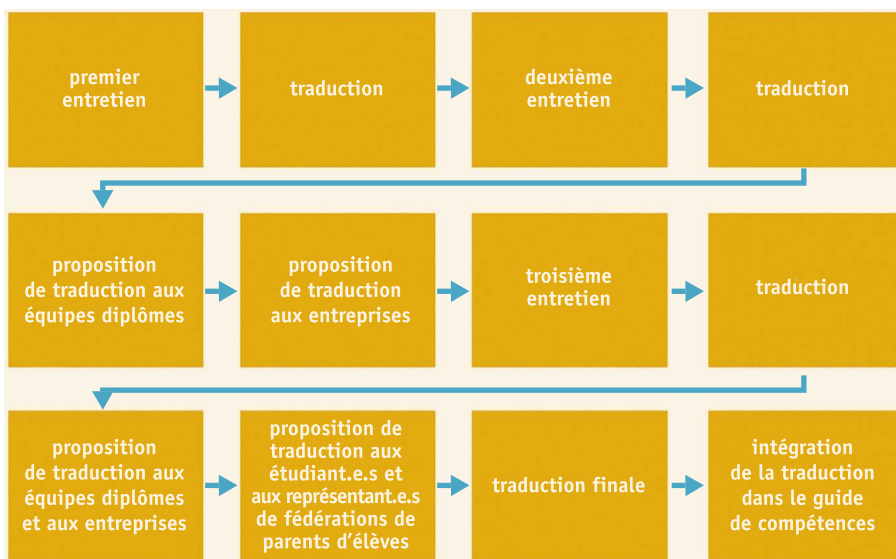 premier
entretien
traduction
deuxième
entretien
traduction
proposition
de traduction aux
équipes diplômes
proposition
de traduction
aux entreprises
troisième
entretien
traduction
proposition
de traduction aux
équipes diplômes
et aux entreprises
proposition de
traduction aux
étudiant.e.s et
aux représentant.e.s
de fédérations de
parents d'élèves
traduction finale
intégration
de la traduction
dans le guide
de compétences